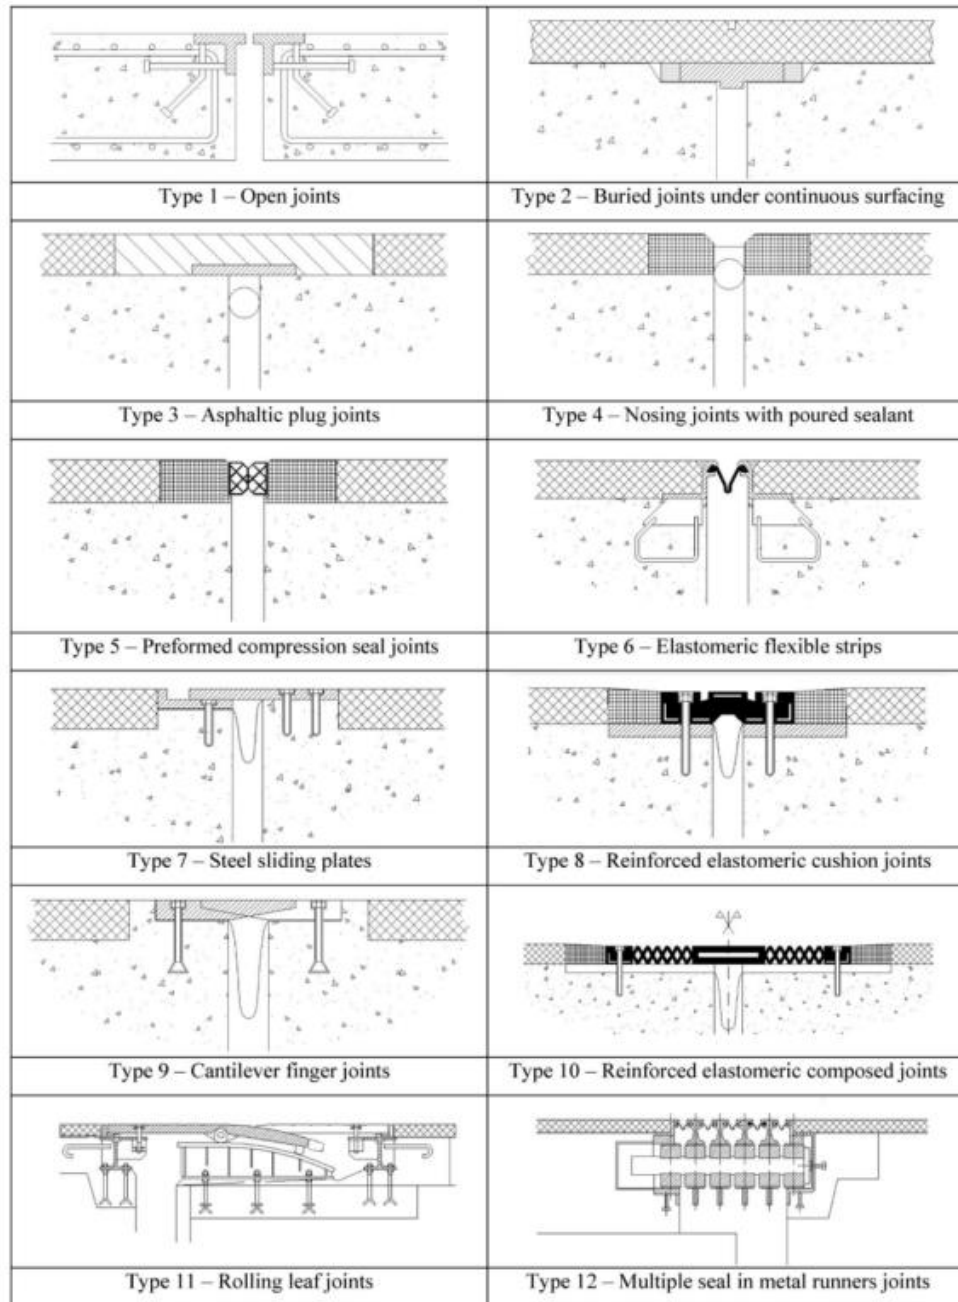 Type 1 – Open joints
Type 2 – Buried joints under continuous surfacing
Type 3 – Asphaltic plug joints
Type 4 – Nosing joints with poured sealant
Type 5 – Preformed compression seal joints
Type 6 – Elastomeric flexible strips
Type 7 – Steel sliding plates
Type 8 – Reinforced elastomeric cushion joints
Type 9 – Cantilever finger joints
Type 10 – Reinforced elastomeric composed joints
Type 11 – Rolling leaf joints
Type 12 – Multiple seal in metal runners joints